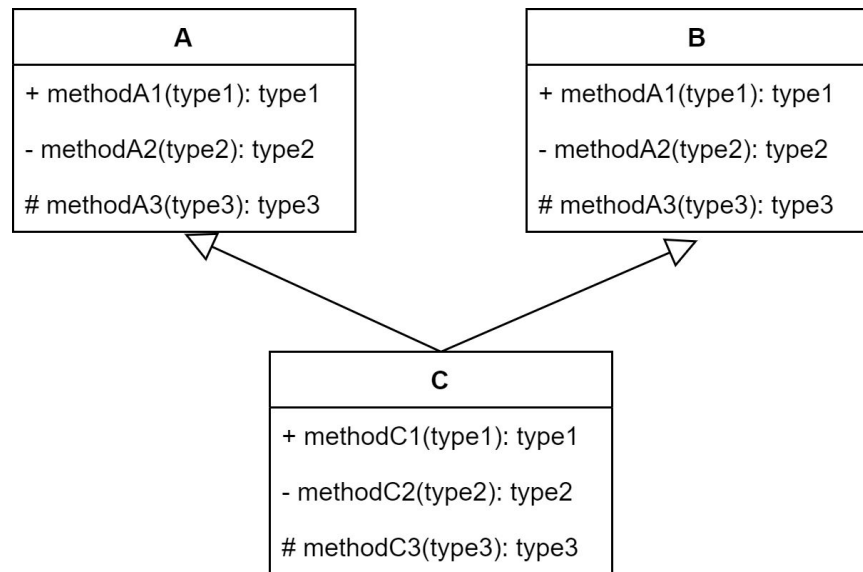 A
+ methodA1(type1): type1
- methodA2(type2): type2
# methodA3(type3): type3
B
+ methodA1(type1): type1
- methodA2(type2): type2
# methodA3(type3): type3
C
+ methodC1(type1): type1
- methodC2(type2): type2
# methodC3(type3): type3